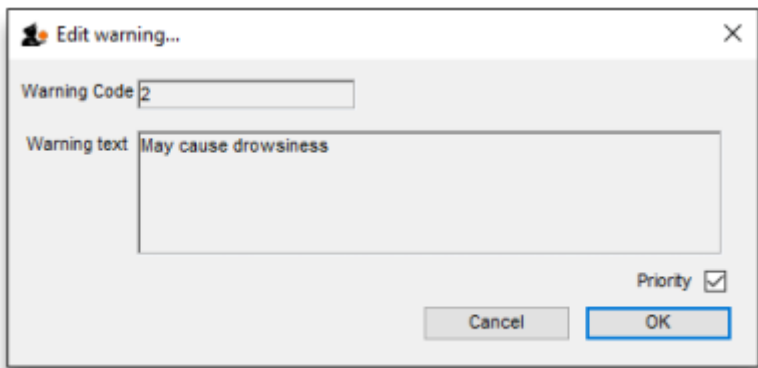 Edit warning...
Warning Code 2
Warning text May cause drowsiness
Priority
Cancel OK